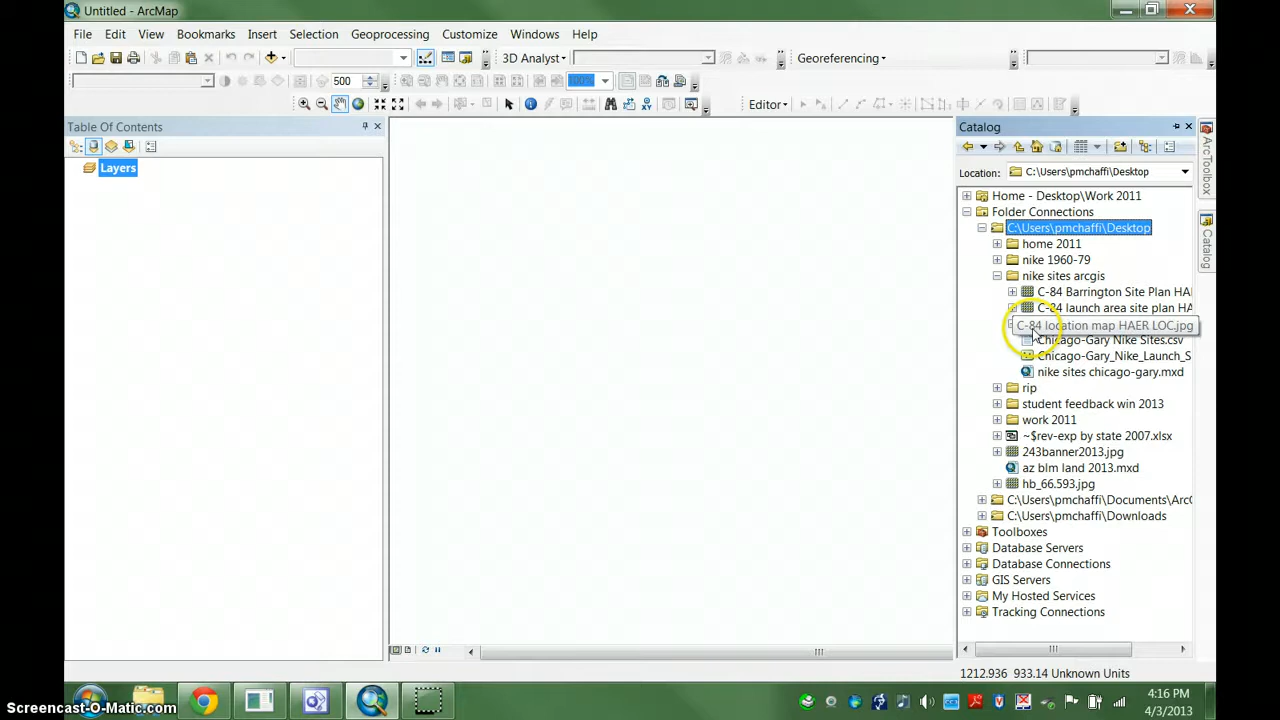 Untitled - ArcMap
File Edit View Bookmarks Insert Selection Geoprocessing Customize Windows Help
3D Analyst Georeferencing
500 100%
Editor
Table Of Contents
Layers
Catalog
Location: C:\Users\pmchaffi\Desktop
Home - Desktop\Work 2011
Folder Connections
C:\Users\pmchaffi\Desktop
home 2011
nike 1960-79
nike sites arcgis
C-84 Barrington Site Plan HA
C-84 launch area site plan HA
C-84 location map HAER LOC.jpg
Chicago-Gary Nike Sites.csv
Chicago-Gary_Nike_Launch_S
nike sites chicago-gary.mxd
rip
student feedback win 2013
work 2011
~$rev-exp by state 2007.xlsx
243banner2013.jpg
az blm land 2013.mxd
hb_66.593.jpg
C:\Users\pmchaffi\Documents\ArcG
C:\Users\pmchaffi\Downloads
Toolboxes
Database Servers
Database Connections
GIS Servers
My Hosted Services
Tracking Connections
ArcToolbox
Catalog
1212.936 933.14 Unknown Units
4:16 PM
4/3/2013
Screencast-O-Matic.com